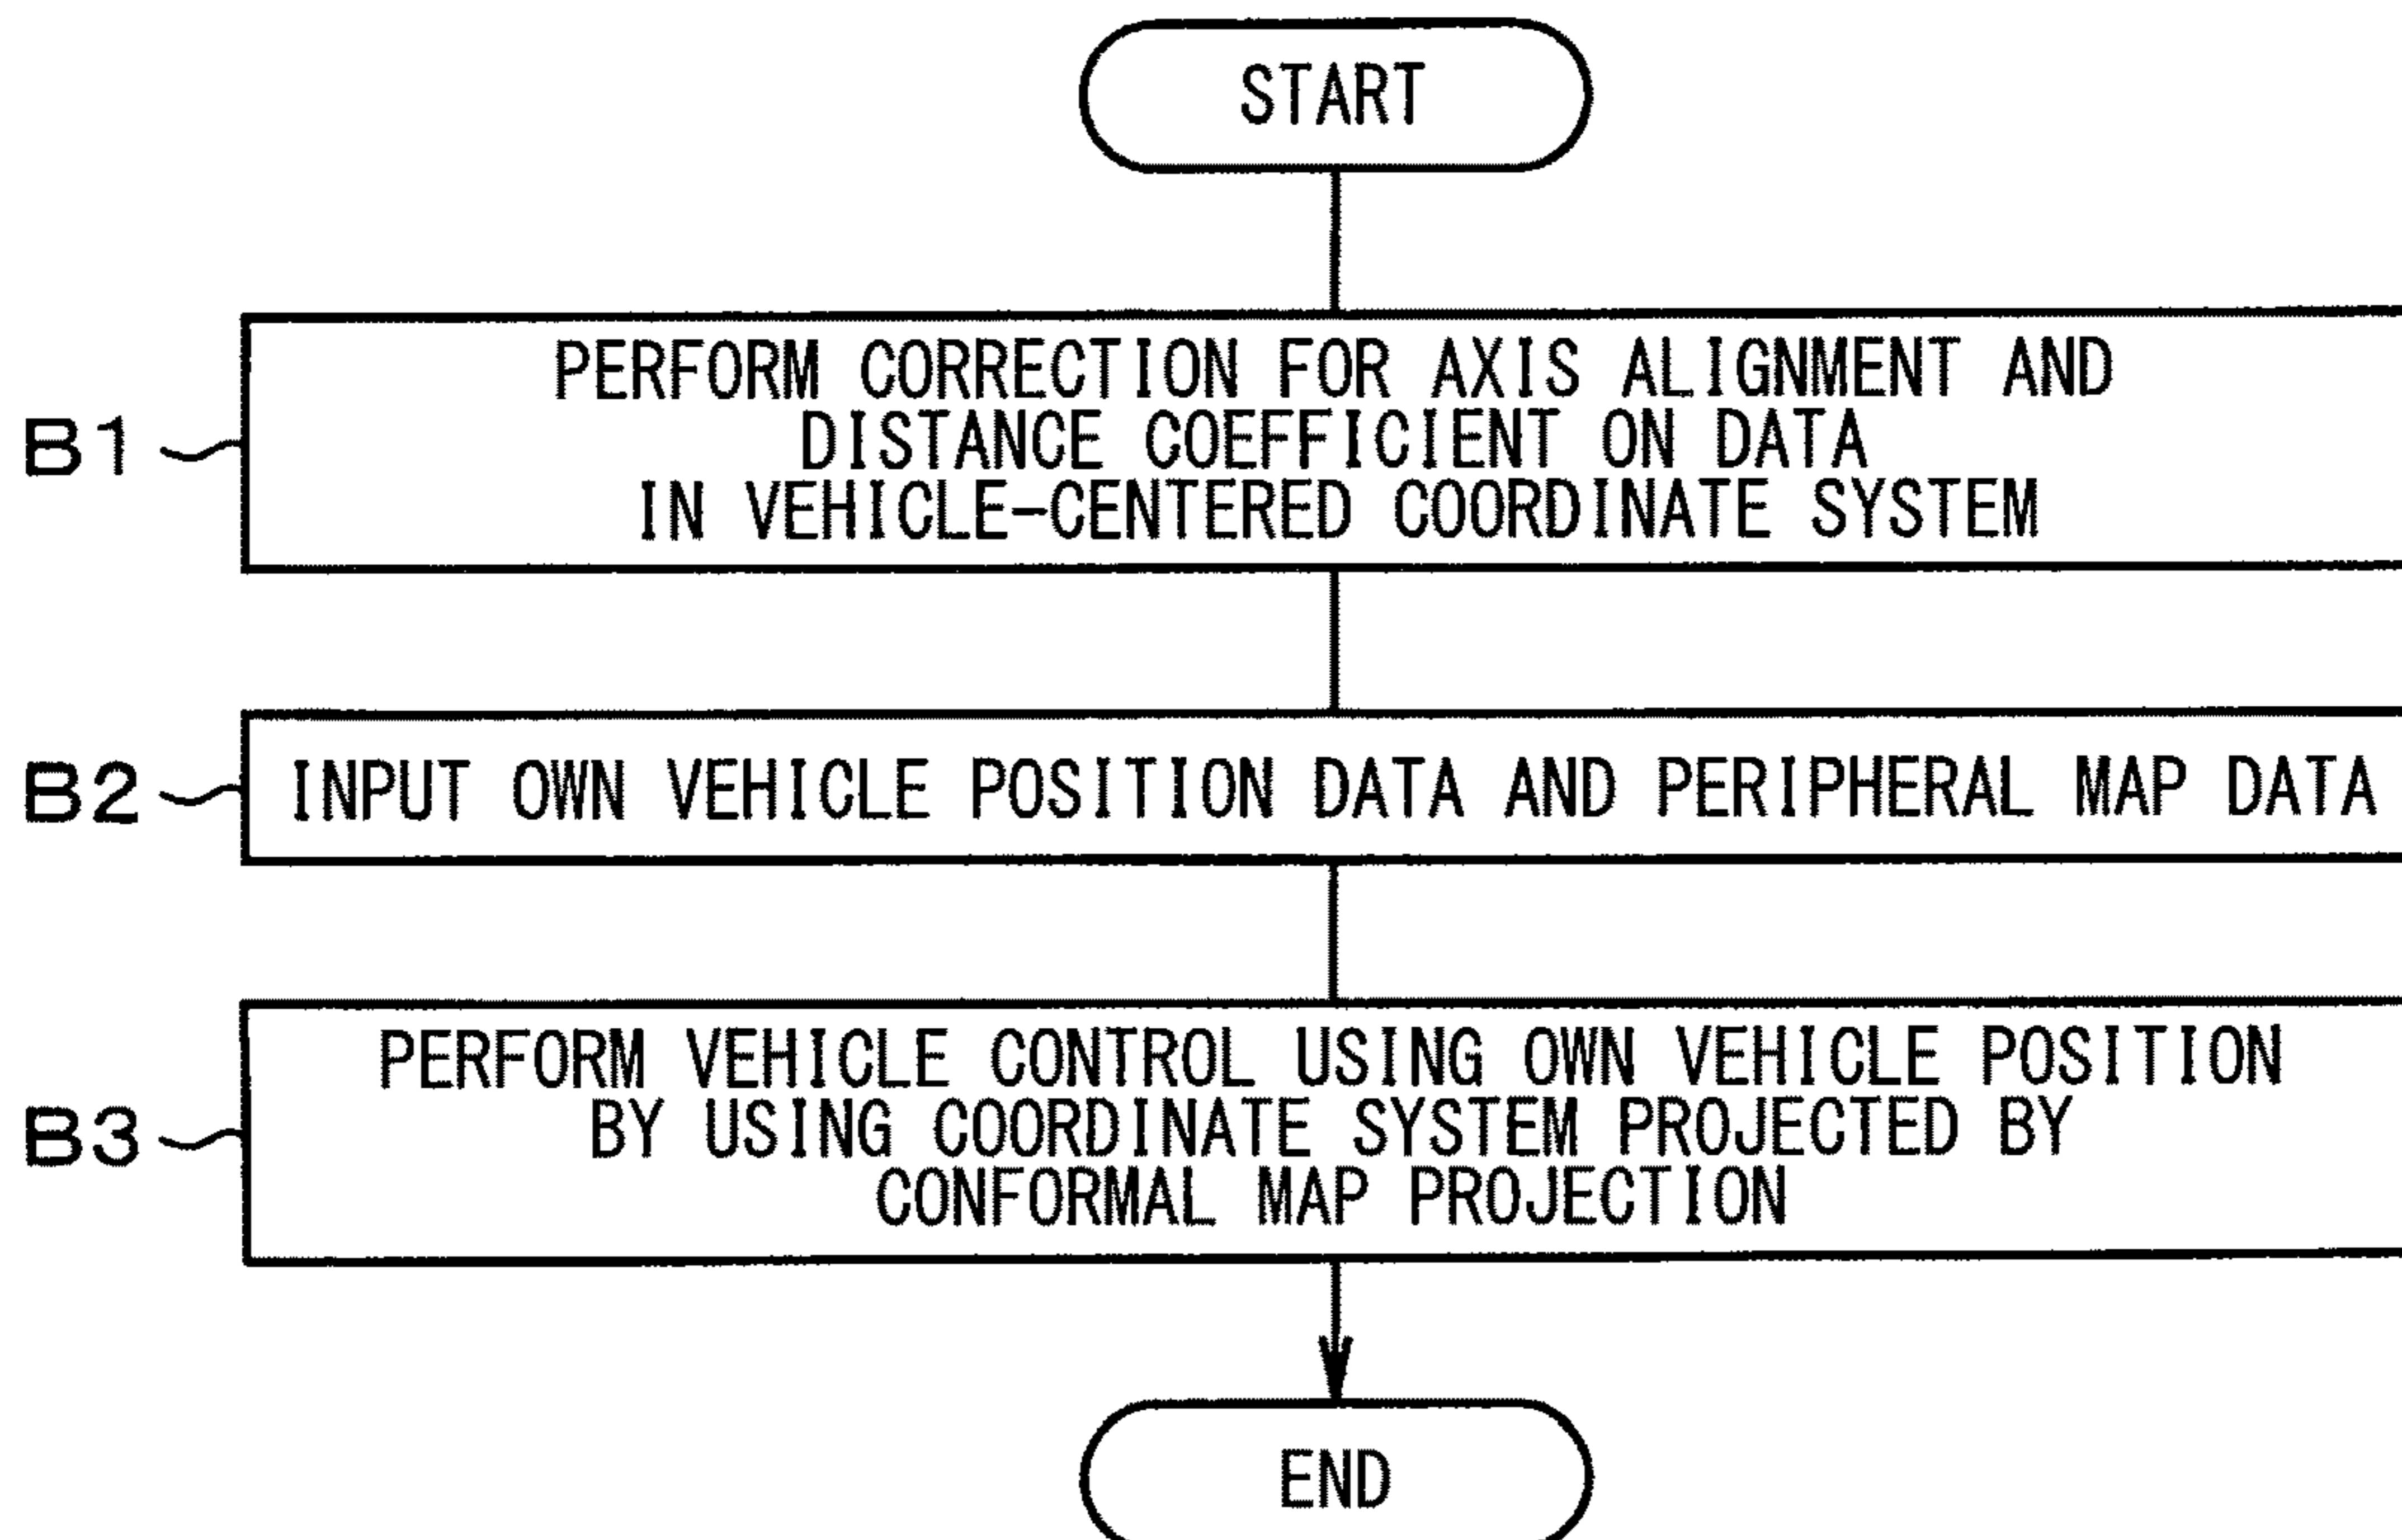 START
PERFORM CORRECTION FOR AXIS ALIGNMENT AND
DISTANCE COEFFICIENT ON DATA
IN VEHICLE-CENTERED COORDINATE SYSTEM
B1
INPUT OWN VEHICLE POSITION DATA AND PERIPHERAL MAP DATA
B2
PERFORM VEHICLE CONTROL USING OWN VEHICLE POSITION
BY USING COORDINATE SYSTEM PROJECTED BY
CONFORMAL MAP PROJECTION
B3
END